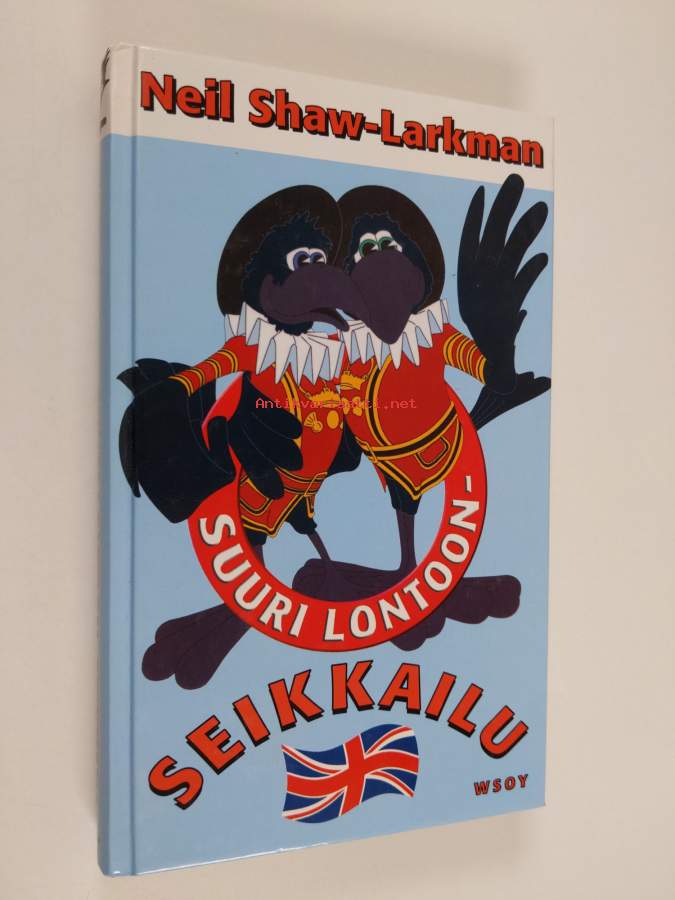 Neil Shaw-Larkman
Antikvariaatti.net
SUURI LONTOON-
SEIKKAILU
WSOY